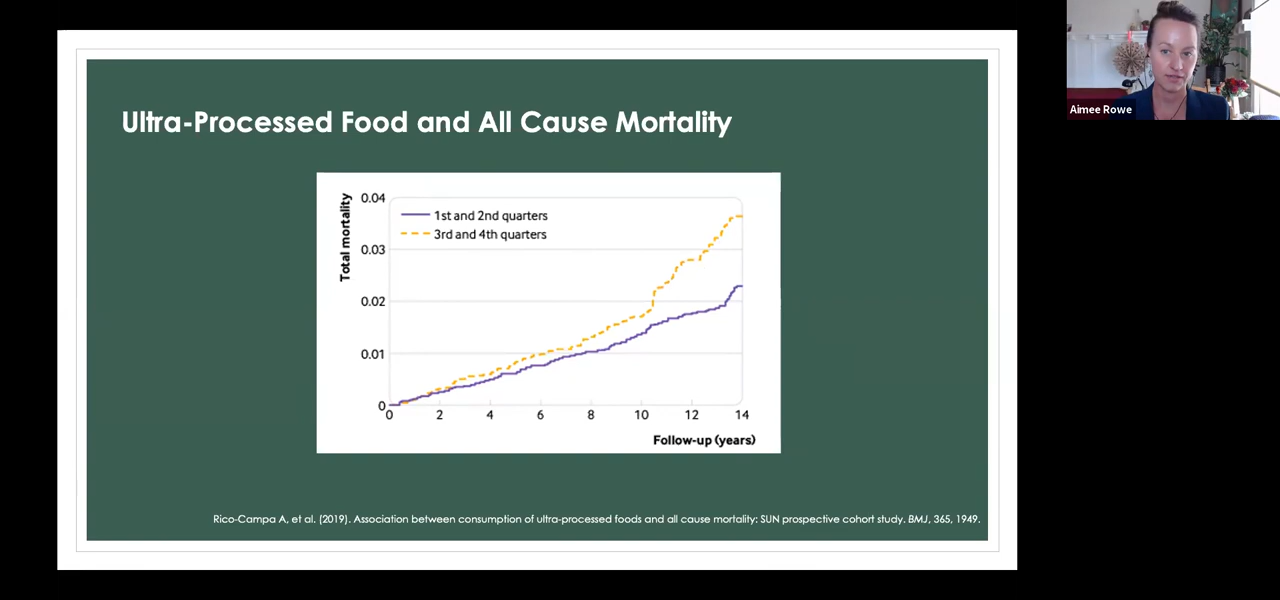 Ultra-Processed Food and All Cause Mortality
Total mortality
0.04
0.03
0.02
0.01
0
1st and 2nd quarters
3rd and 4th quarters
0 2 4 6 8 10 12 14
Follow-up (years)
Rico-Campa A, et al. (2019). Association between consumption of ultra-processed foods and all cause mortality: SUN prospective cohort study. BMJ, 365, 1949.
Aimee Rowe